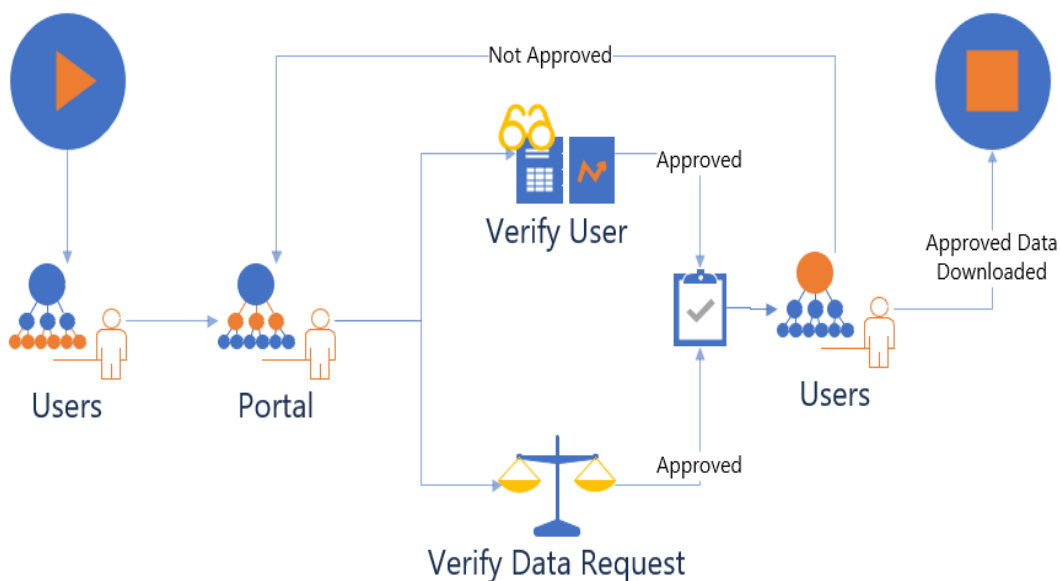 Not Approved
Approved
Verify User
Approved Data
Downloaded
Users
Portal
Users
Approved
Verify Data Request